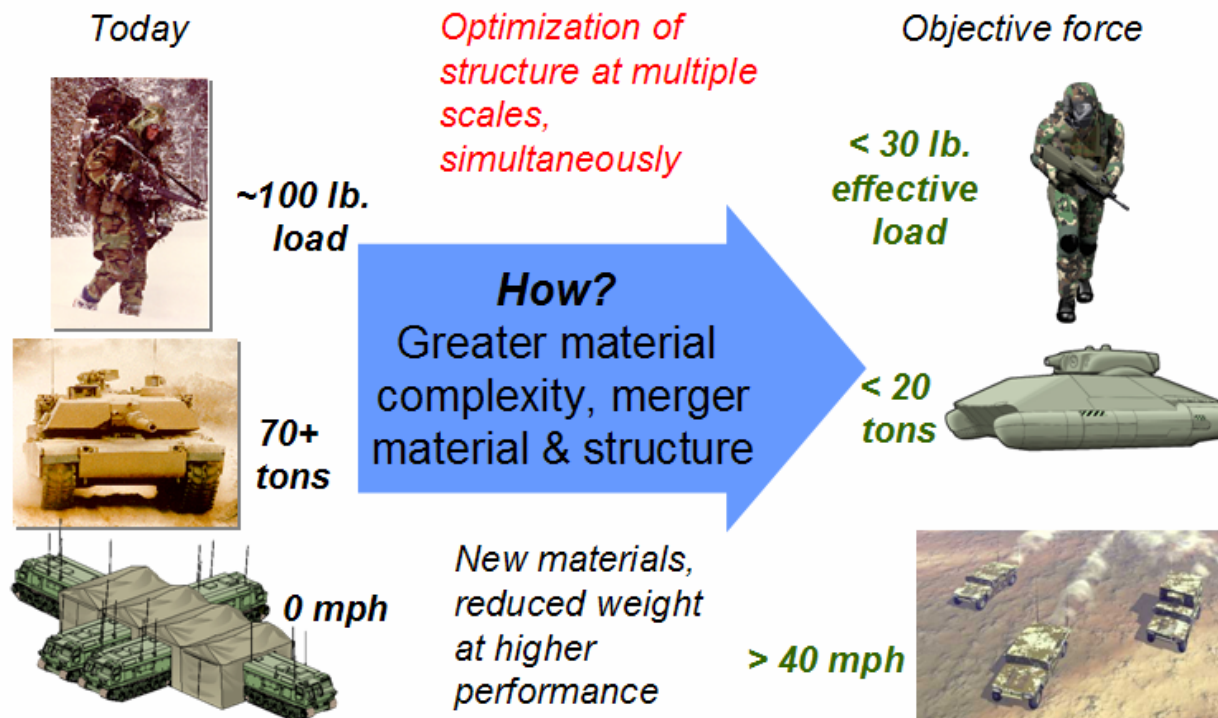 Today
~100 lb.
load
70+
tons
0 mph
Optimization of
structure at multiple
scales,
simultaneously
How?
Greater material
complexity, merger
material & structure
New materials,
reduced weight
at higher
performance
Objective force
< 30 lb.
effective
load
< 20
tons
> 40 mph